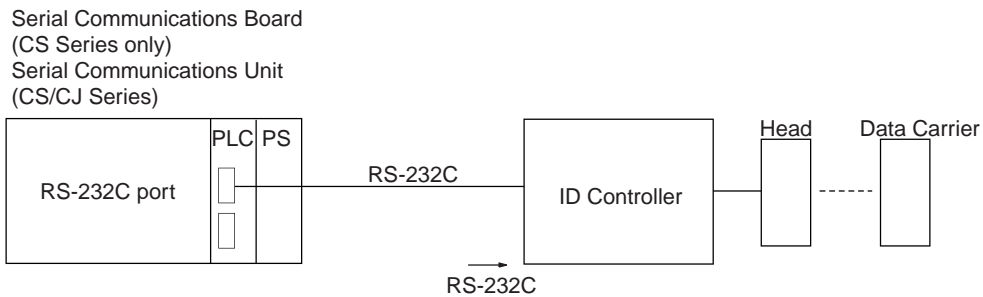 Serial Communications Board
(CS Series only)
Serial Communications Unit
(CS/CJ Series)
PLC PS
Head Data Carrier
RS-232C
RS-232C port
ID Controller
RS-232C